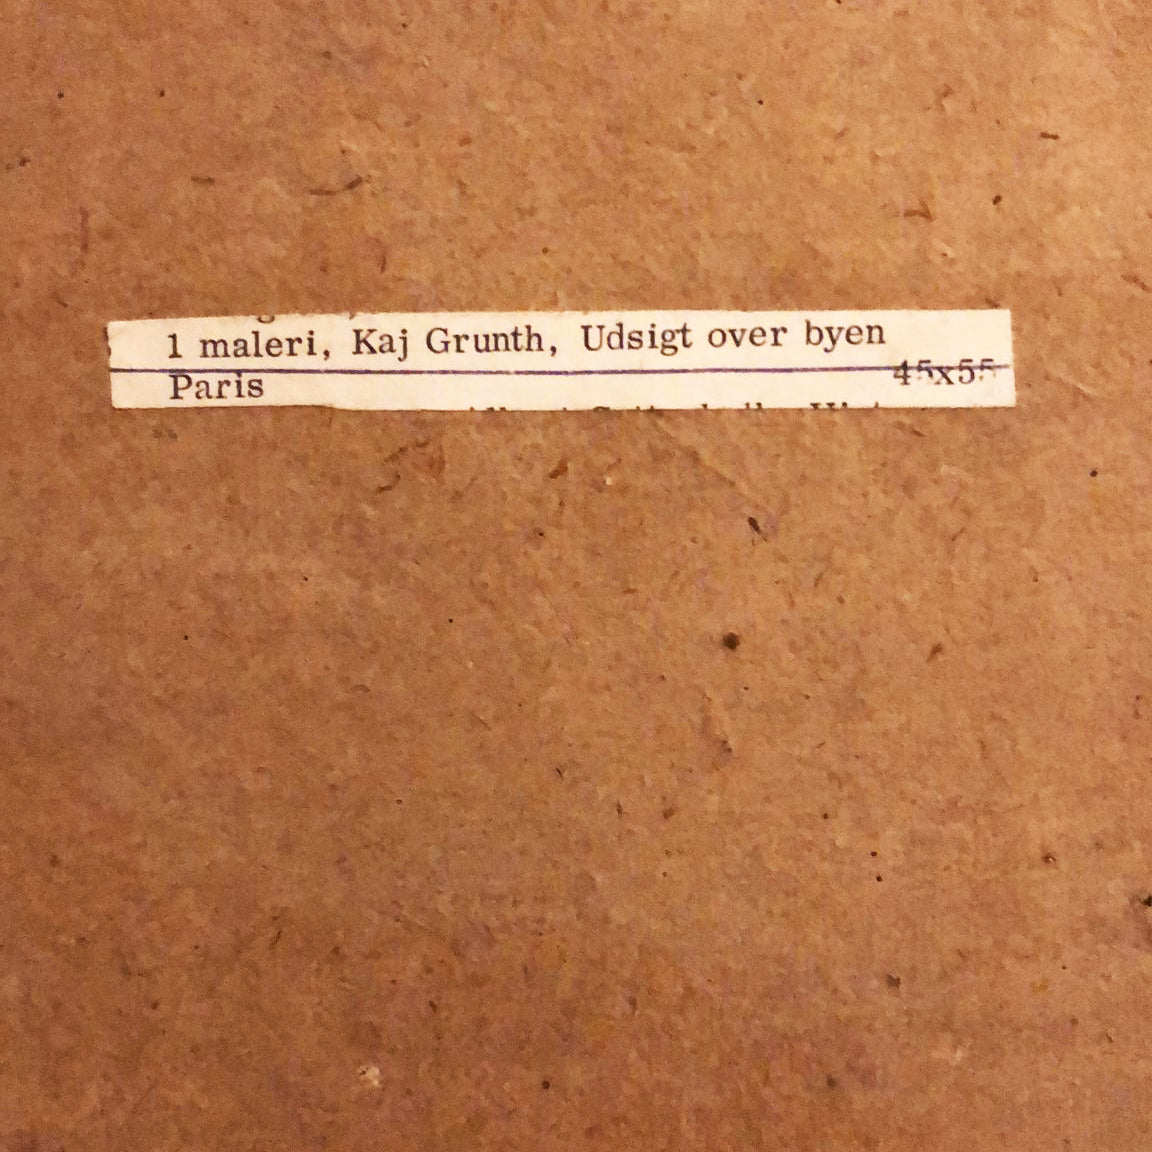 1 maleri, Kaj Grunth, Udsigt over byen
Paris 45x55